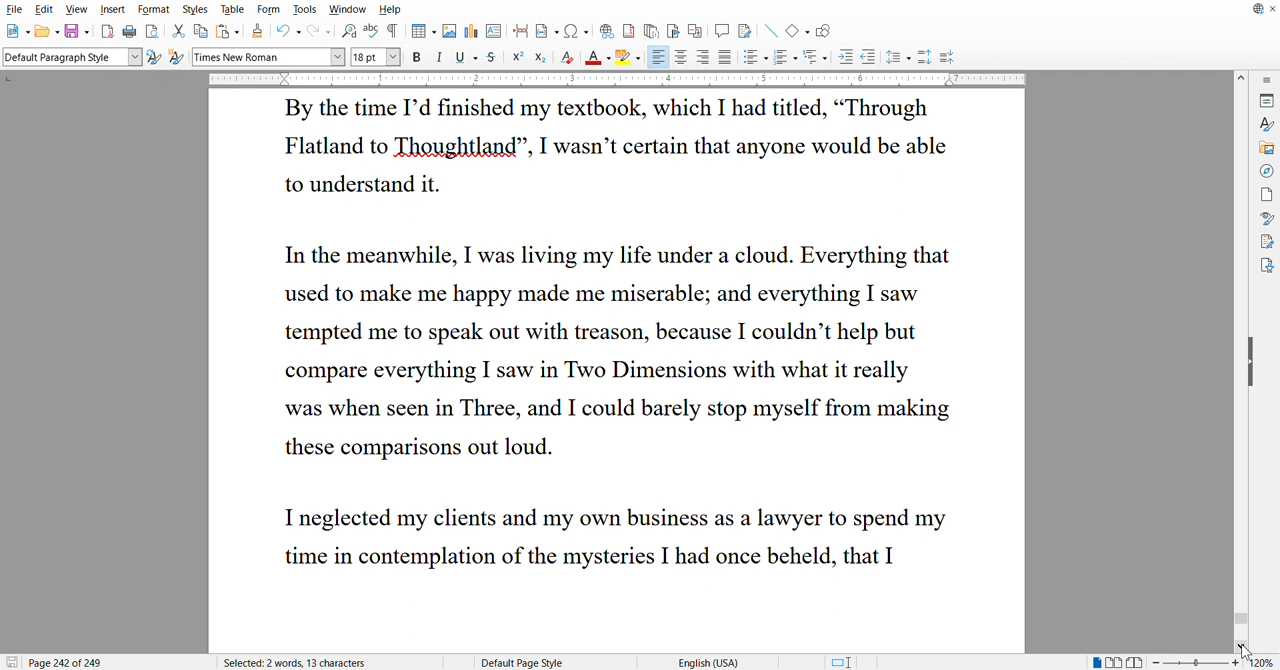 File Edit View Insert Format Styles Table Form Tools Window Help
Default Paragraph Style Times New Roman 18 pt
1 2 3 4 5 6 7
By the time I’d finished my textbook, which I had titled, “Through
Flatland to Thoughtland”, I wasn’t certain that anyone would be able
to understand it.
In the meanwhile, I was living my life under a cloud. Everything that
used to make me happy made me miserable; and everything I saw
tempted me to speak out with treason, because I couldn’t help but
compare everything I saw in Two Dimensions with what it really
was when seen in Three, and I could barely stop myself from making
these comparisons out loud.
I neglected my clients and my own business as a lawyer to spend my
time in contemplation of the mysteries I had once beheld, that I
Page 242 of 249 Selected: 2 words, 13 characters Default Page Style English (USA) 120%